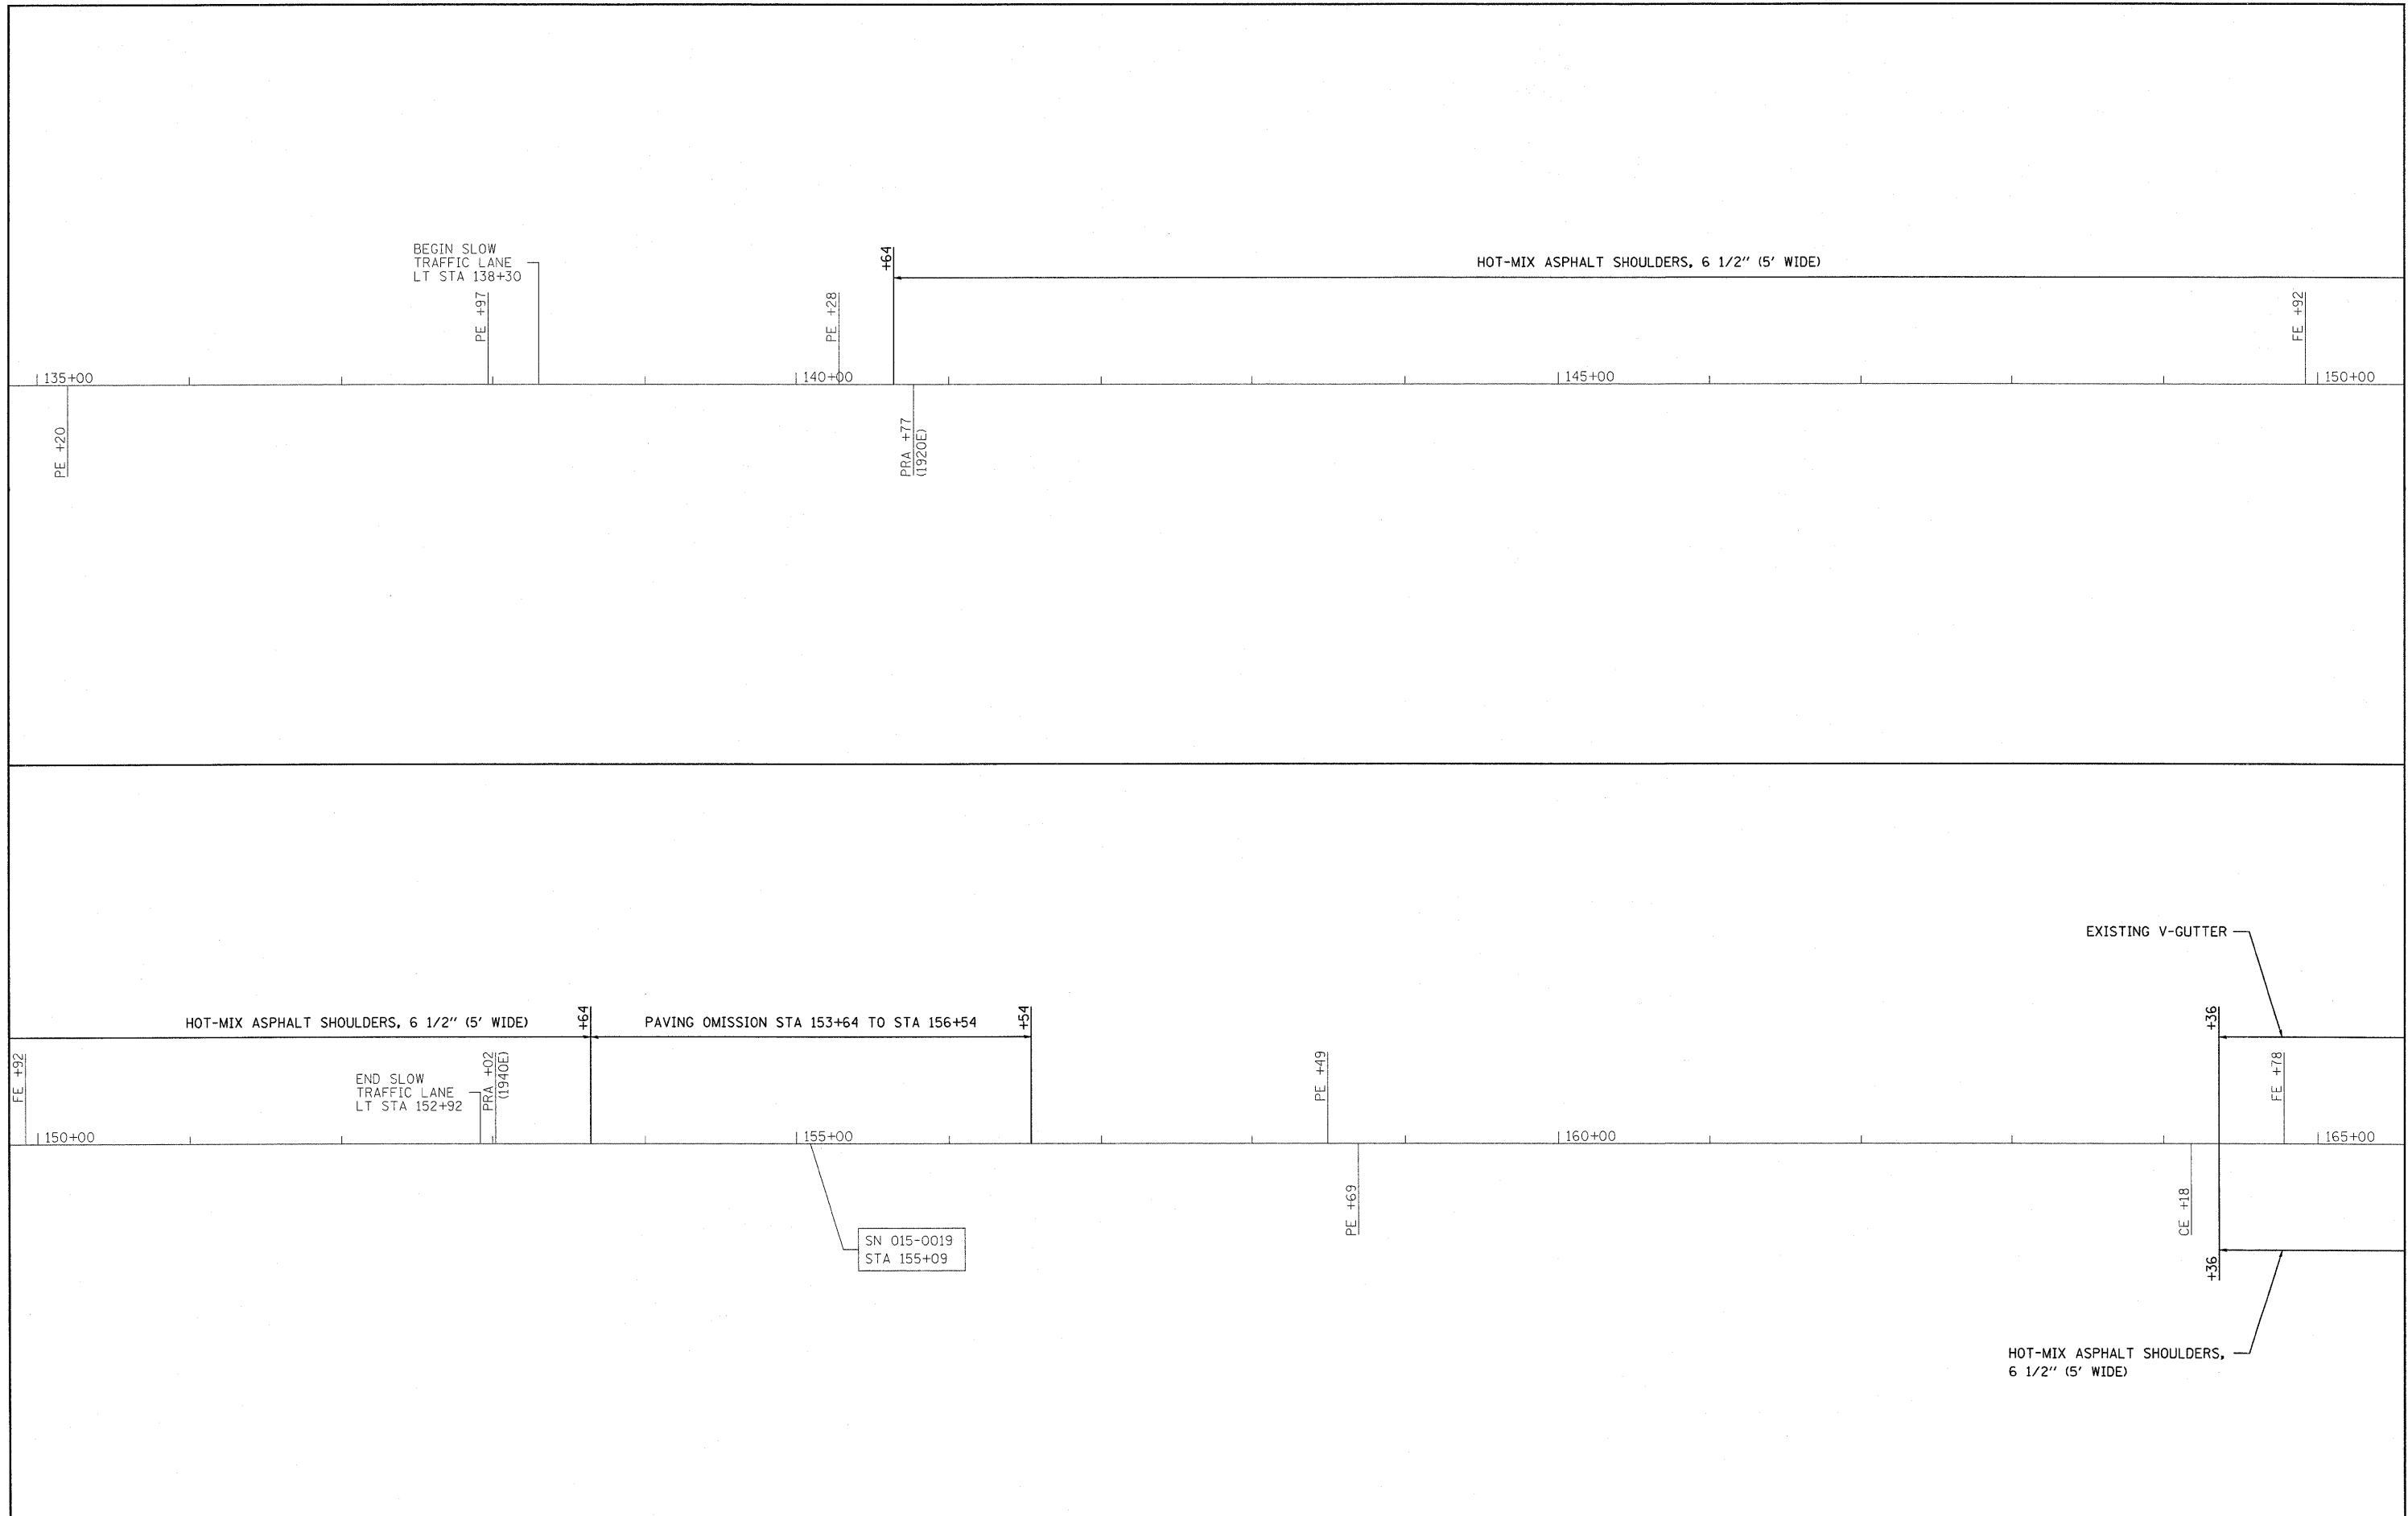 BEGIN SLOW
TRAFFIC LANE
LT STA 138+30
PE +97
PE +28
+64
HOT-MIX ASPHALT SHOULDERS, 6 1/2" (5' WIDE)
FE +92
135+00
140+00
145+00
150+00
PE +20
PRA +77
(1920E)
EXISTING V-GUTTER
HOT-MIX ASPHALT SHOULDERS, 6 1/2" (5' WIDE)
+64
PAVING OMISSION STA 153+64 TO STA 156+54
+54
+36
FE +92
END SLOW
TRAFFIC LANE
LT STA 152+92
PRA +02
(1940E)
PE +49
FE +78
150+00
155+00
160+00
165+00
PE +69
CE +18
SN 015-0019
STA 155+09
+36
HOT-MIX ASPHALT SHOULDERS,
6 1/2" (5' WIDE)